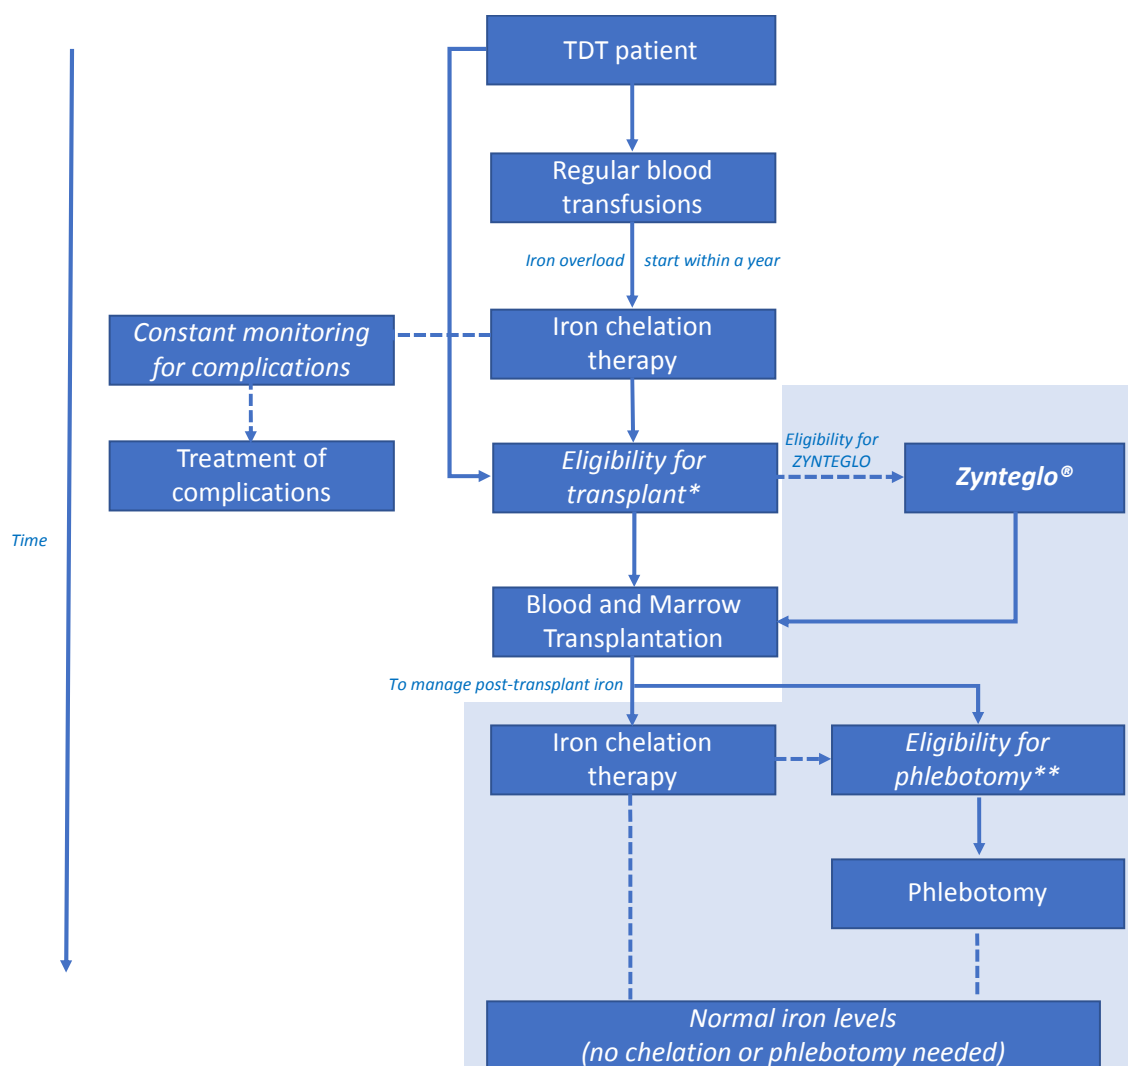 TDT patient
Regular blood
transfusions
Iron overload start within a year
Constant monitoring
for complications
Iron chelation
therapy
Treatment of
complications
Eligibility for
transplant*
Eligibility for
ZYNTEGLO
Zynteglo®
Time
Blood and Marrow
Transplantation
To manage post-transplant iron
Iron chelation
therapy
Eligibility for
phlebotomy**
Phlebotomy
Normal iron levels
(no chelation or phlebotomy needed)